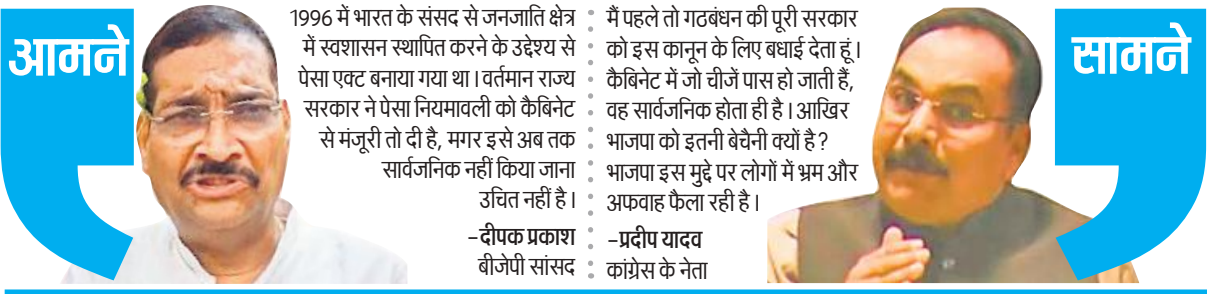 आमने
1996 में भारत के संसद से जनजाति क्षेत्र
में स्वशासन स्थापित करने के उद्देश्य से
पेसा एक्ट बनाया गया था। वर्तमान राज्य
सरकार ने पेसा नियमावली को कैबिनेट
से मंजूरी तो दी है, मगर इसे अब तक
सार्वजनिक नहीं किया जाना
उचित नहीं है।
-दीपक प्रकाश
बीजेपी सांसद
मैं पहले तो गठबंधन की पूरी सरकार
को इस कानून के लिए बधाई देता हूं।
कैबिनेट में जो चीजें पास हो जाती हैं,
वह सार्वजनिक होता ही है। आखिर
भाजपा को इतनी बेचैनी क्यों है?
भाजपा इस मुद्दे पर लोगों में भ्रम और
अफवाह फैला रही है।
-प्रदीप यादव
कांग्रेस के नेता
सामने